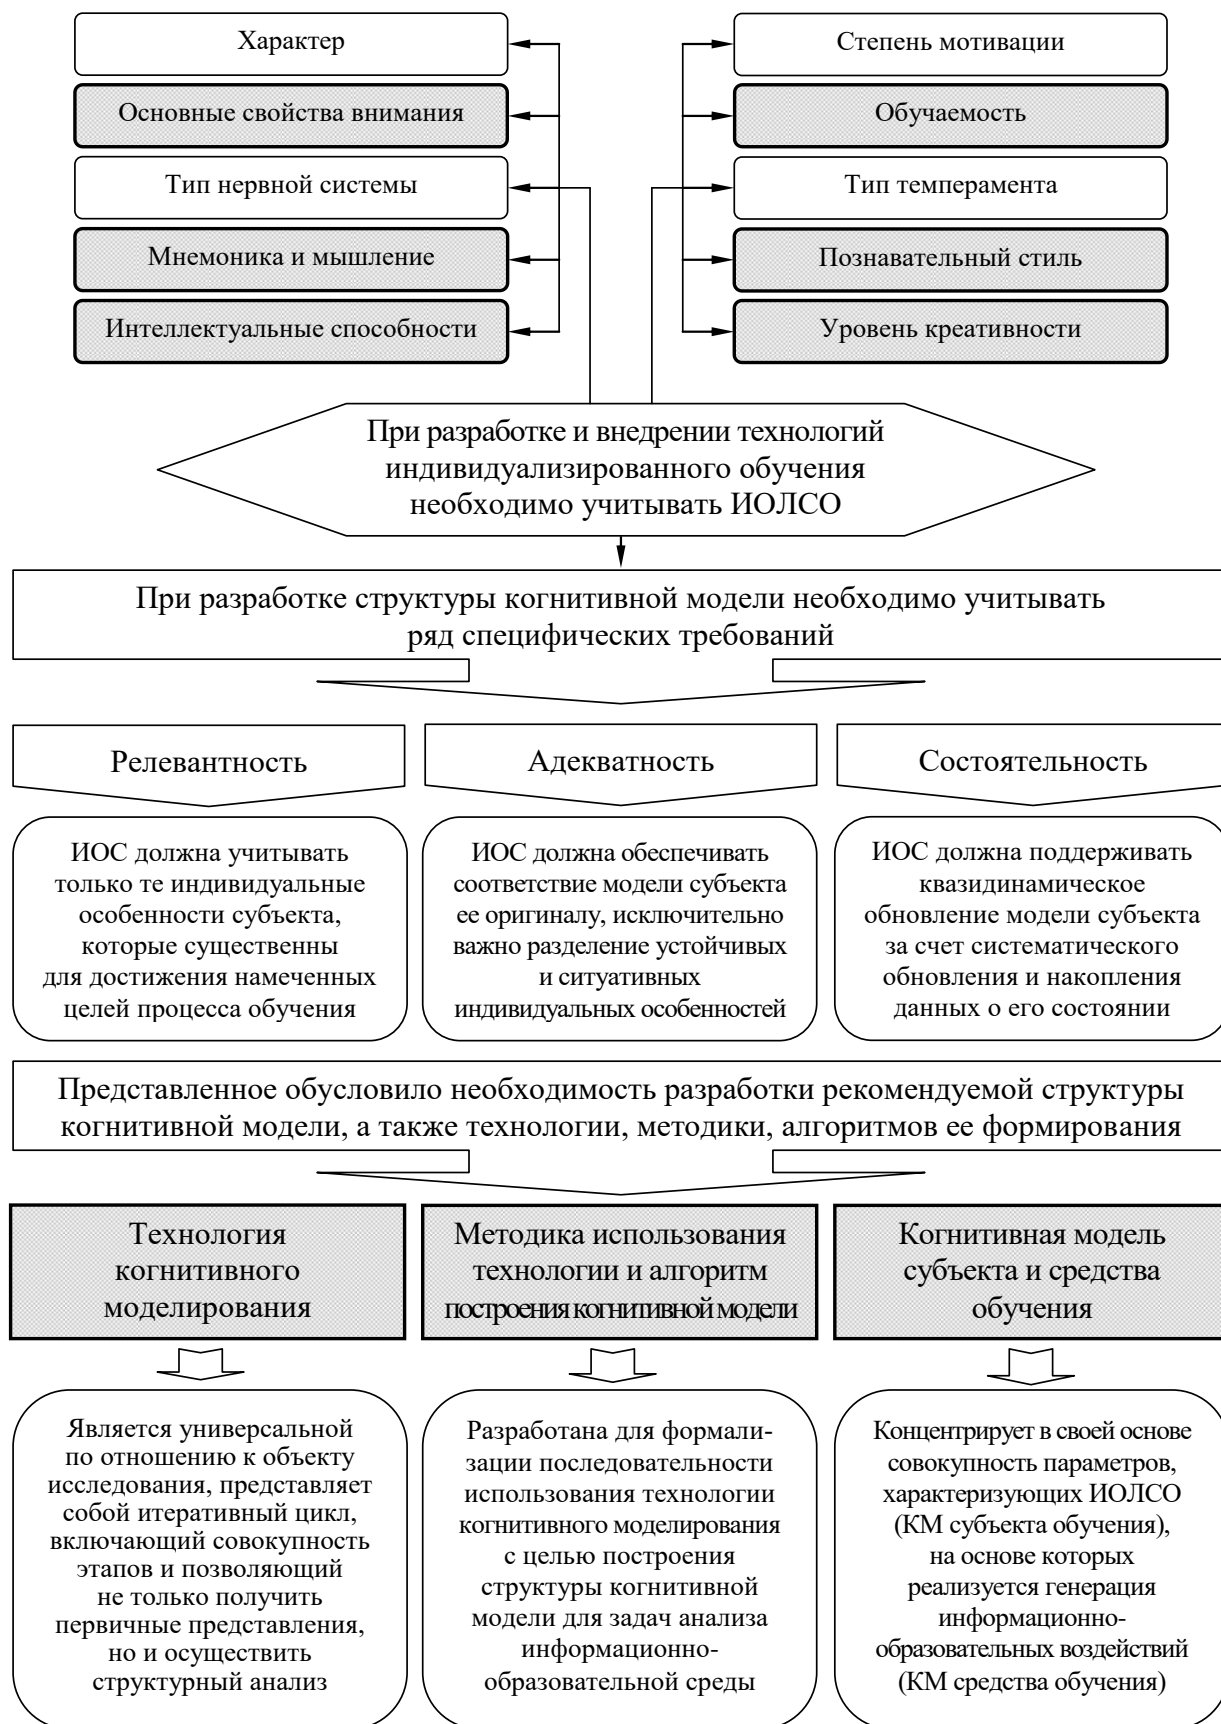 Характер
Основные свойства внимания
Тип нервной системы
Мнемоника и мышление
Интеллектуальные способности
Степень мотивации
Обучаемость
Тип темперамента
Познавательный стиль
Уровень креативности
При разработке и внедрении технологий
индивидуализированного обучения
необходимо учитывать ИОЛСО
При разработке структуры когнитивной модели необходимо учитывать
ряд специфических требований
Релевантность
ИОС должна учитывать
только те индивидуальные
особенности субъекта,
которые существенны
для достижения намеченных
целей процесса обучения
Адекватность
ИОС должна обеспечивать
соответствие модели субъекта
ее оригиналу, исключительно
важно разделение устойчивых
и ситуативных
индивидуальных особенностей
Состоятельность
ИОС должна поддерживать
квазидинамическое
обновление модели субъекта
за счет систематического
обновления и накопления
данных о его состоянии
Представленное обусловило необходимость разработки рекомендуемой структуры
когнитивной модели, а также технологии, методики, алгоритмов ее формирования
Технология
когнитивного
моделирования
Является универсальной
по отношению к объекту
исследования, представляет
собой итеративный цикл,
включающий совокупность
этапов и позволяющий
не только получить
первичные представления,
но и осуществить
структурный анализ
Методика использования
технологии и алгоритм
построения когнитивной модели
Разработана для формали-
зации последовательности
использования технологии
когнитивного моделирования
с целью построения
структуры когнитивной
модели для задач анализа
информационно-
образовательной среды
Когнитивная модель
субъекта и средства
обучения
Концентрирует в своей основе
совокупность параметров,
характеризующих ИОЛСО
(КМ субъекта обучения),
на основе которых
реализуется генерация
информационно-
образовательных воздействий
(КМ средства обучения)